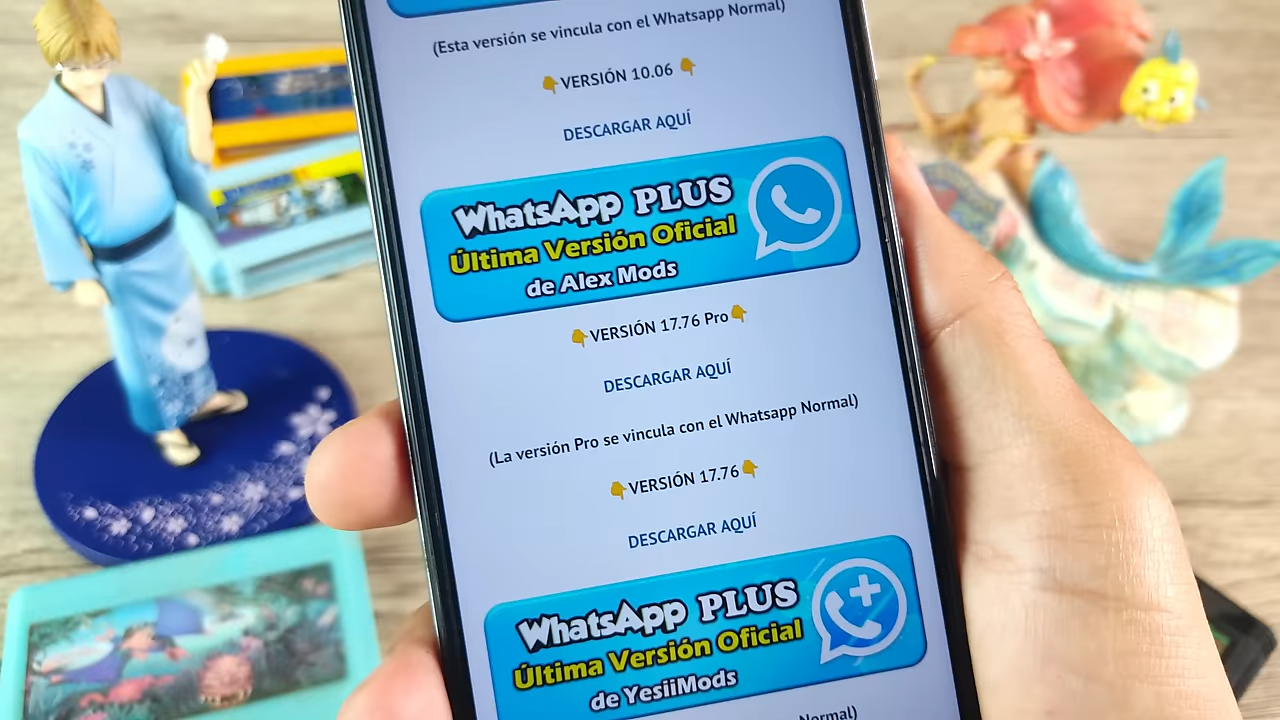 (Esta versión se vincula con el Whatsapp Normal)
👇VERSIÓN 10.06 👇
DESCARGAR AQUÍ
WhatsApp PLUS
Última Versión Oficial
de Alex Mods
👇VERSIÓN 17.76 Pro👇
DESCARGAR AQUÍ
(La versión Pro se vincula con el Whatsapp Normal)
👇VERSIÓN 17.76👇
DESCARGAR AQUÍ
WhatsApp PLUS
Última Versión Oficial
de YesiiMods
Normal)